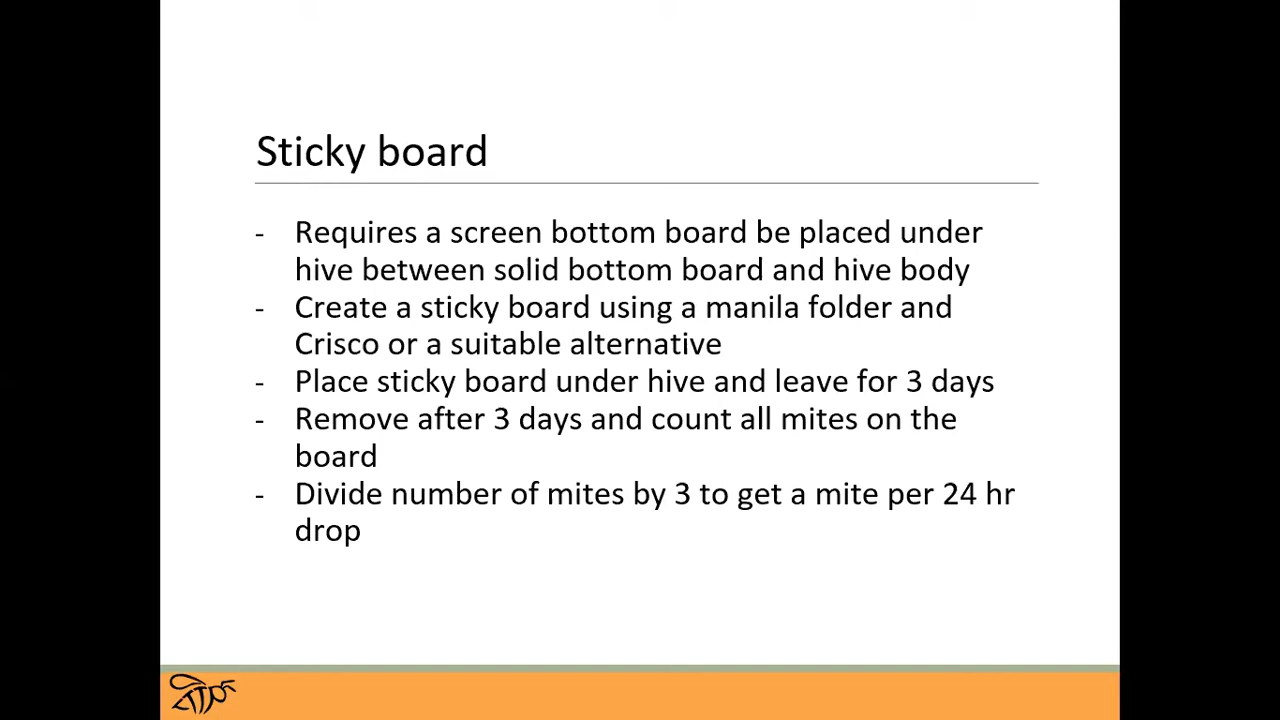 Sticky board
- Requires a screen bottom board be placed under
hive between solid bottom board and hive body
- Create a sticky board using a manila folder and
Crisco or a suitable alternative
- Place sticky board under hive and leave for 3 days
- Remove after 3 days and count all mites on the
board
- Divide number of mites by 3 to get a mite per 24 hr
drop